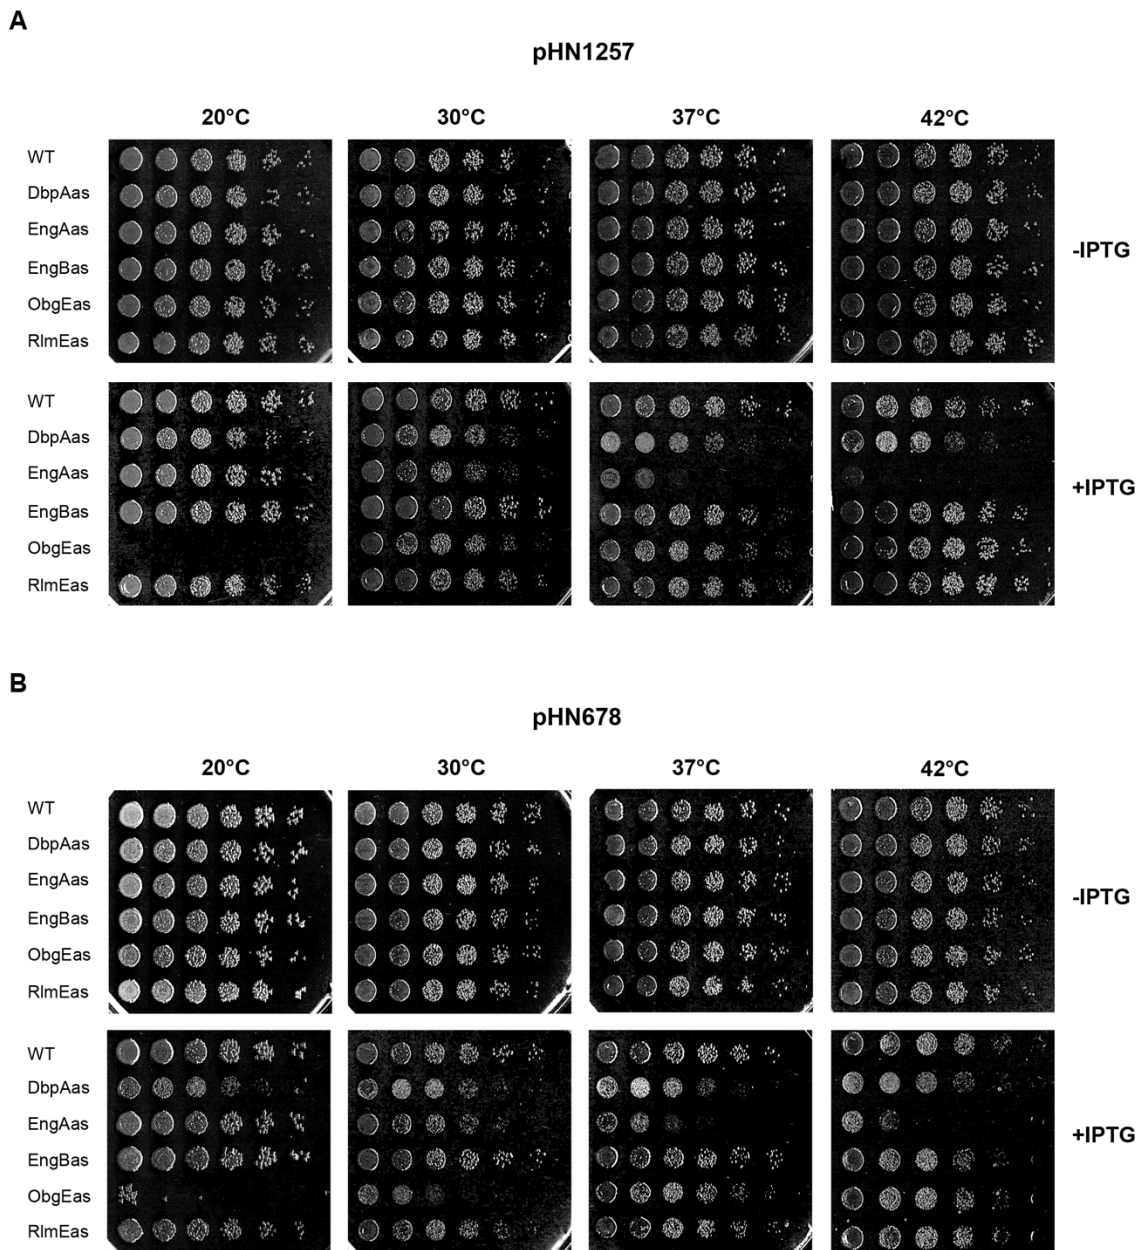 A
pHN1257
20°C 30°C 37°C 42°C
WT
DbpAas
EngAas
EngBas
ObgEas
RlmEas
-IPTG
WT
DbpAas
EngAas
EngBas
ObgEas
RlmEas
+IPTG
B
pHN678
20°C 30°C 37°C 42°C
WT
DbpAas
EngAas
EngBas
ObgEas
RlmEas
-IPTG
WT
DbpAas
EngAas
EngBas
ObgEas
RlmEas
+IPTG